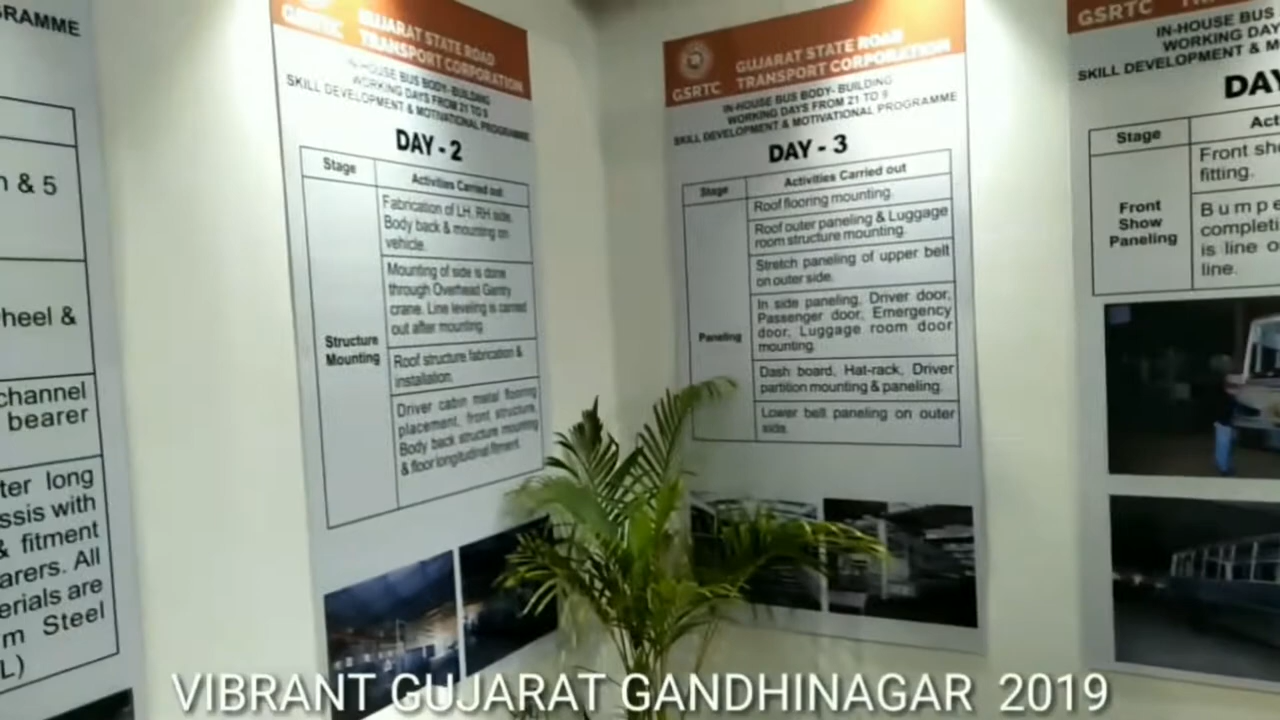 GRAMME
n & 5
heel &
channel
bearer
ter long
ssis with
& fitment
arers. All
erials are
m Steel
L)
GSRTC
GUJARAT STATE ROAD
TRANSPORT CORPORATION
IN-HOUSE BUS BODY- BUILDING
WORKING DAYS FROM 21 TO 9
SKILL DEVELOPMENT & MOTIVATIONAL PROGRAMME
DAY - 2
Stage
Activities Carried out
Structure
Mounting
Fabrication of LH, RH side,
Body back & mounting on
vehicle.
Mounting of side is done
through Overhead Gantry
crane. Line leveling is carried
out after mounting.
Roof structure fabrication &
installation.
Driver cabin metal flooring
placement, front structure,
Body back structure mounting
& floor longitudinal fitment.
GSRTC
GUJARAT STATE ROAD
TRANSPORT CORPORATION
IN-HOUSE BUS BODY- BUILDING
WORKING DAYS FROM 21 TO 9
SKILL DEVELOPMENT & MOTIVATIONAL PROGRAMME
DAY - 3
Stage
Activities Carried out
Paneling
Roof flooring mounting.
Roof outer paneling & Luggage
room structure mounting.
Stretch paneling of upper belt
on outer side.
In side paneling, Driver door,
Passenger door, Emergency
door, Luggage room door
mounting.
Dash board, Hat-rack, Driver
partition mounting & paneling.
Lower belt paneling on outer
side.
GSRTC
IN-HOUSE BUS
WORKING DAY
SKILL DEVELOPMENT & M
DAY
Stage
Act
Front
Show
Paneling
Front sho
fitting.
Bumpe
completi
is line o
line.
VIBRANT GUJARAT GANDHINAGAR 2019